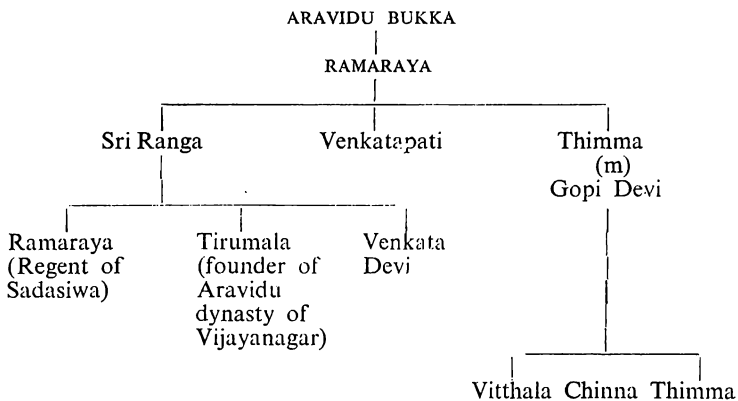 ARAVIDU BUKKA
RAMARAYA
Sri Ranga Venkatapati Thimma
(m)
Gopi Devi
Ramaraya
(Regent of
Sadasiwa)
Tirumala
(founder of
Aravidu
dynasty of
Vijayanagar)
Venkata
Devi
Vitthala Chinna Thimma